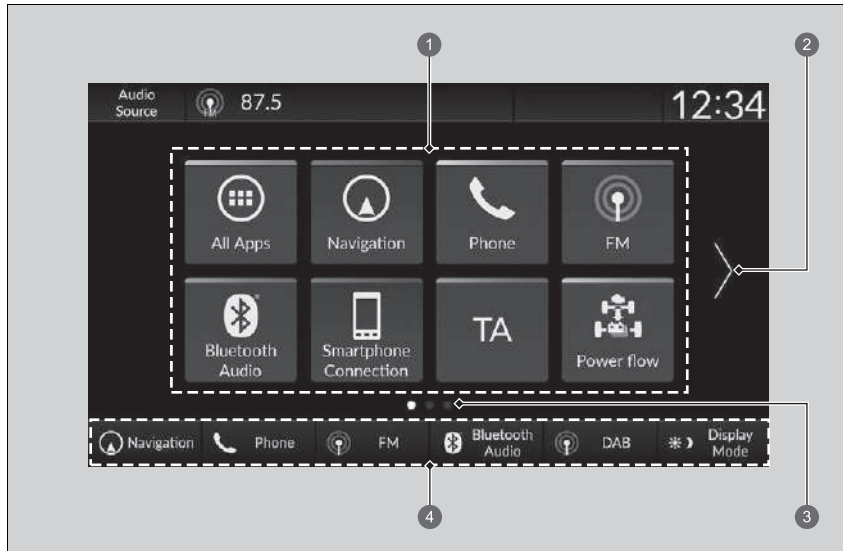 1
2
Audio
Source
FM
87.5
12:34
All Apps
Navigation
Phone
FM
Bluetooth
Audio
Smartphone
Connection
TA
Power flow
Navigation
Phone
FM
Bluetooth
Audio
DAB
Display
Mode
4
3